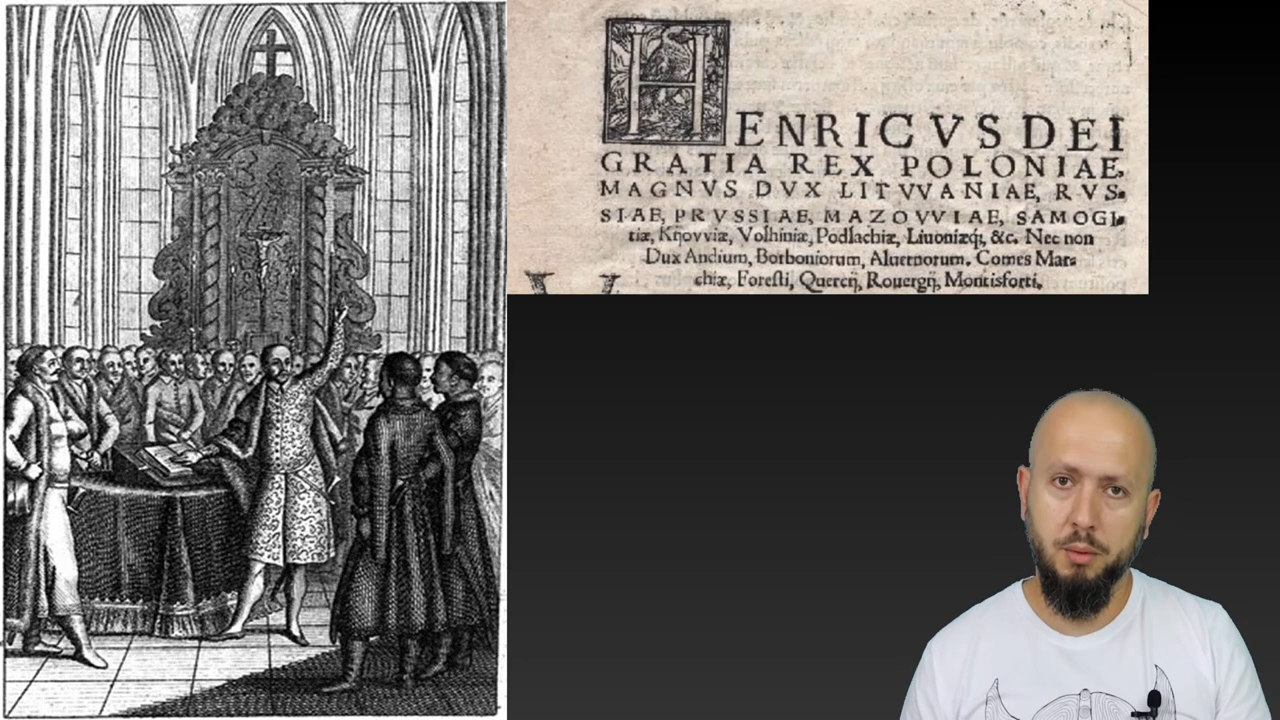 HENRICVS DEI
GRATIA REX POLONIAE,
MAGNVS DVX LITVVANIAE, RVS-
SIAE, PRVSSIAE, MAZOVVIAE, SAMOGI-
tiæ, Kijovviæ, Volhiniæ, Podlachiæ, Liuoniæq́;, &c. Nec non
Dux Andium, Borboniorum, Aluernorum, Comes Mar-
chiæ, Foresti, Quercij, Rouergij, Montisforti,